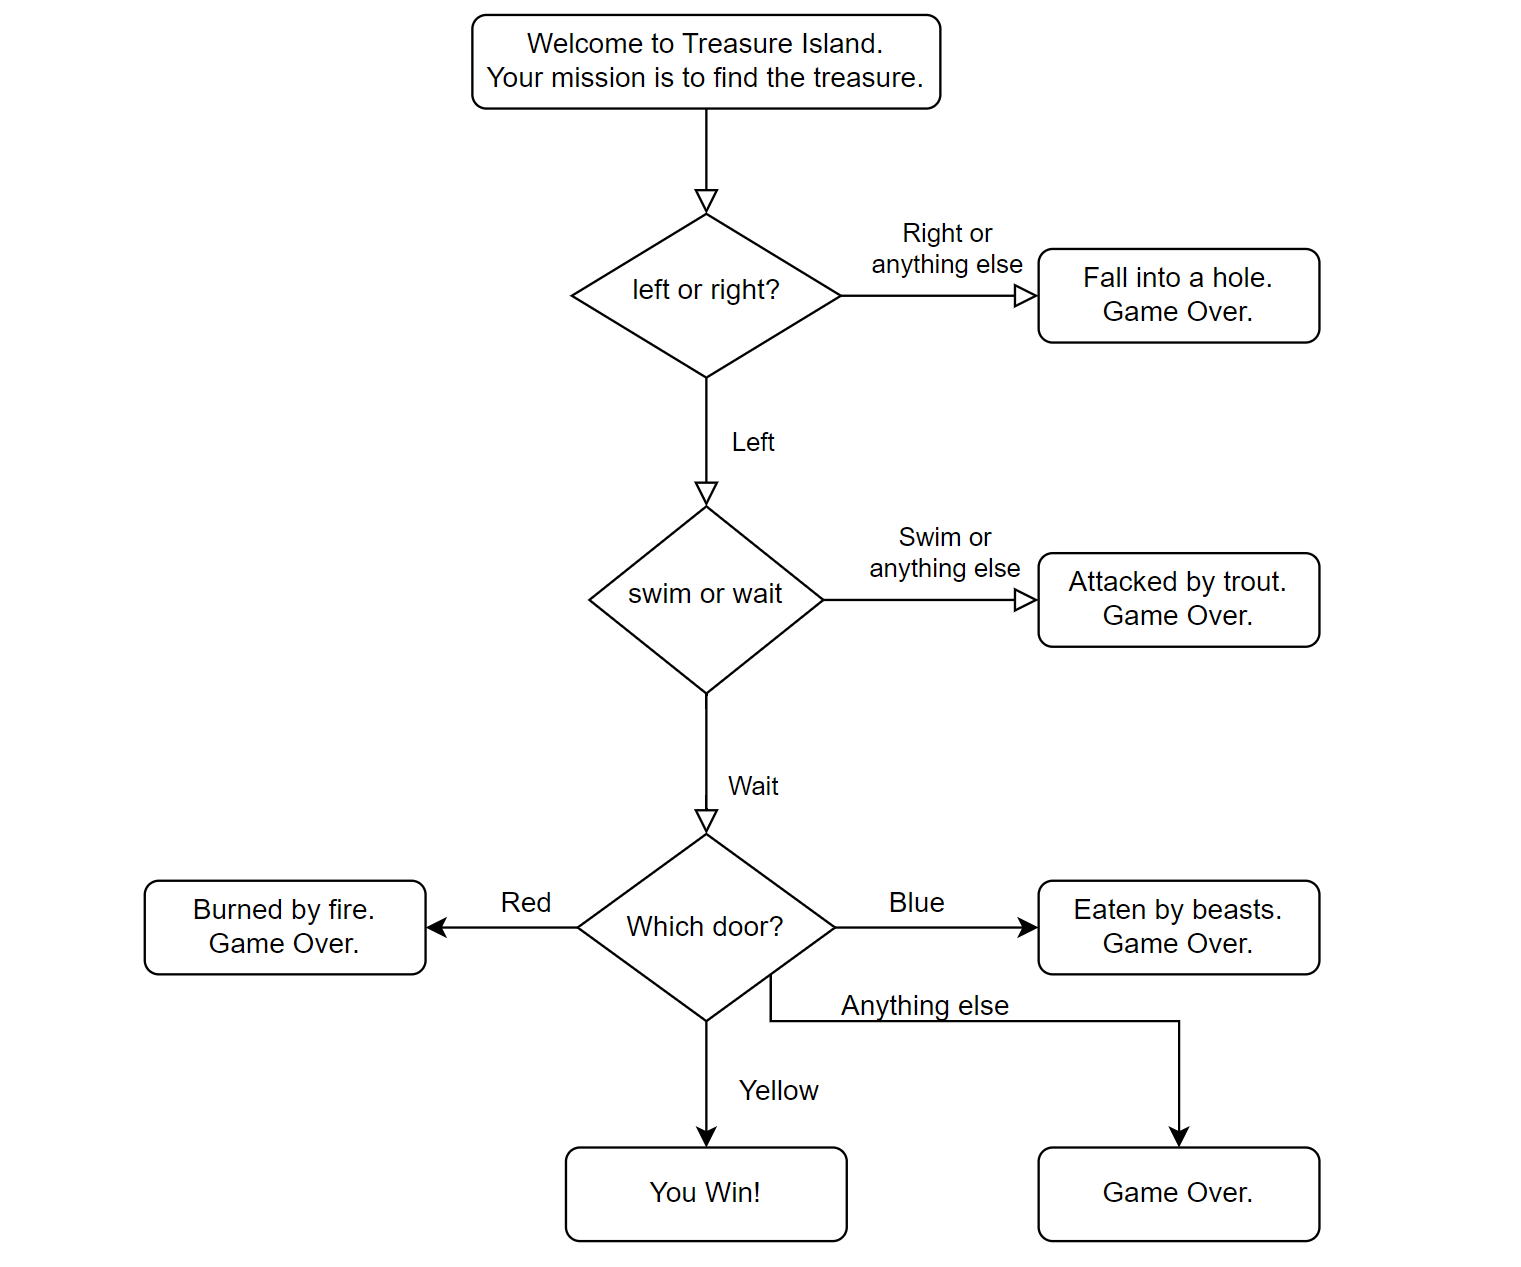 Welcome to Treasure Island.
Your mission is to find the treasure.
left or right?
Right or
anything else
Fall into a hole.
Game Over.
Left
swim or wait
Swim or
anything else
Attacked by trout.
Game Over.
Wait
Burned by fire.
Game Over.
Red
Which door?
Blue
Eaten by beasts.
Game Over.
Anything else
Yellow
You Win!
Game Over.